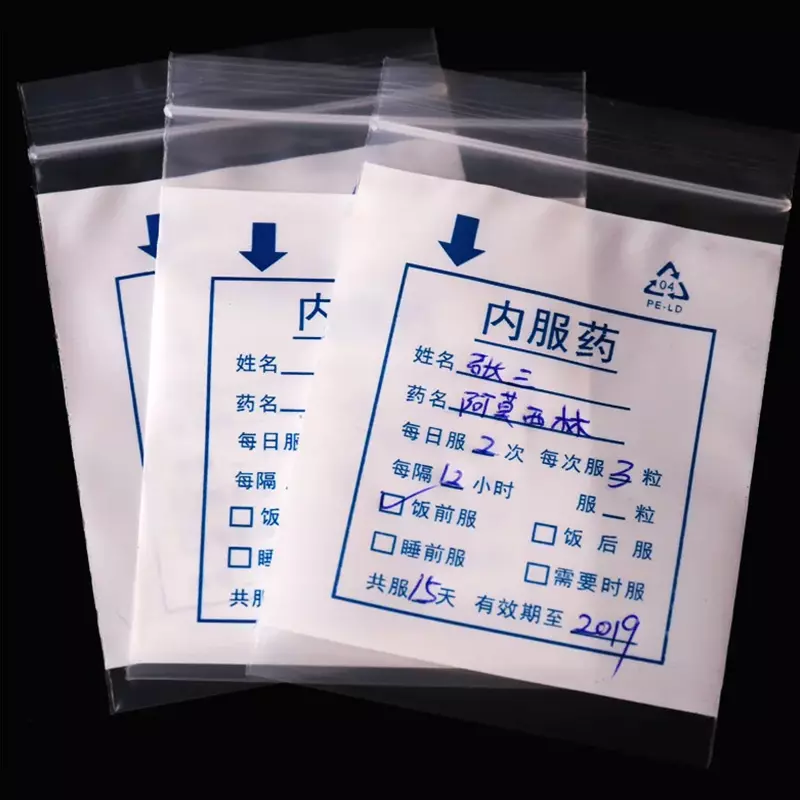 04
PE-LD
内服药
姓名 张二
药名 阿莫西林
每日服 2 次 每次服 3 粒
每隔 12 小时 服 粒
饭前服 饭后服
睡前服 需要时服
共服 15 天 有效期至 2019
内
姓名
药名
每日服
每隔
饭
睡
共服